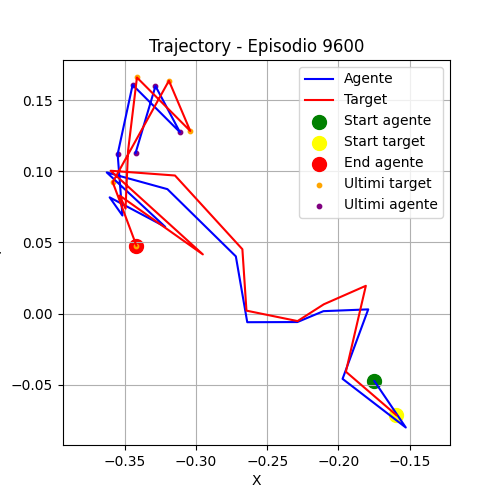 Trajectory - Episodio 9600
Agente
Target
Start agente
Start target
End agente
Ultimi target
Ultimi agente
0.15
0.10
0.05
0.00
−0.05
−0.35
−0.30
−0.25
−0.20
−0.15
X